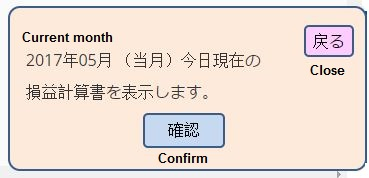 Current month
戻る
2017年05月 （当月）今日現在の
Close
損益計算書を表示します。
確認
Confirm